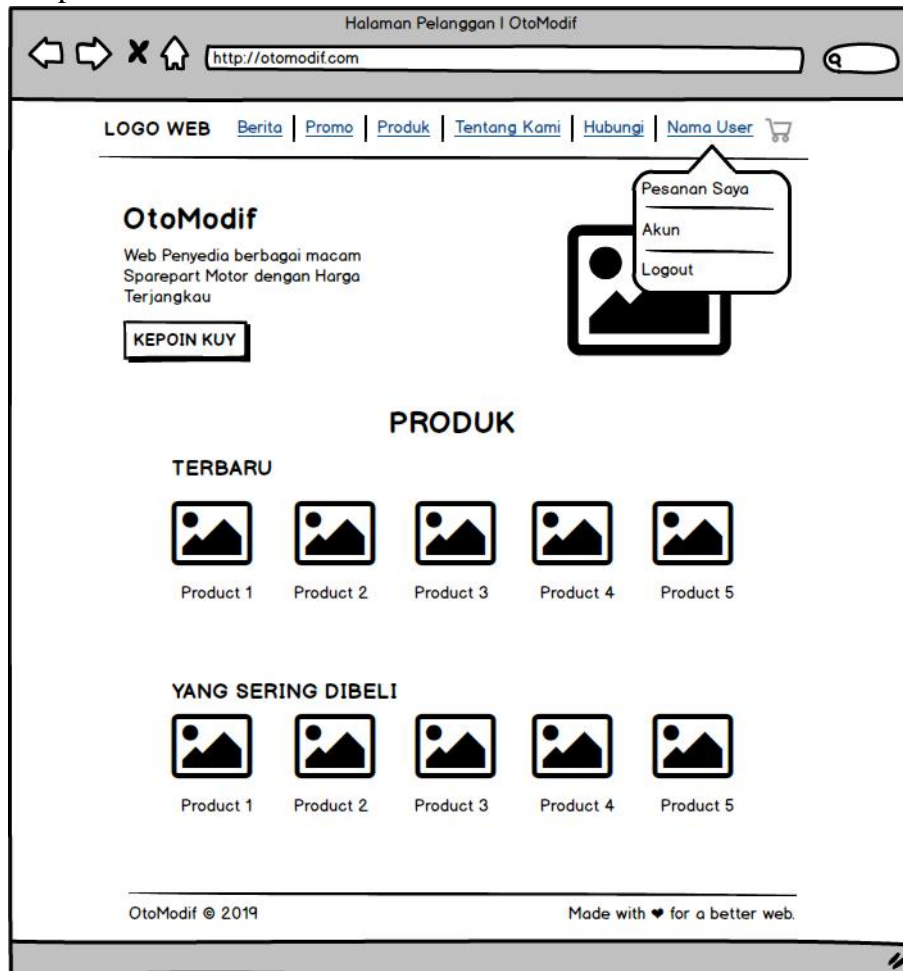 Halaman Pelanggan | OtoModif
http://otomodif.com
LOGO WEB Berita Promo Produk Tentang Kami Hubungi Nama User
Pesanan Saya
Akun
Logout
OtoModif
Web Penyedia berbagai macam
Sparepart Motor dengan Harga
Terjangkau
KEPOIN KUY
PRODUK
TERBARU
Product 1 Product 2 Product 3 Product 4 Product 5
YANG SERING DIBELI
Product 1 Product 2 Product 3 Product 4 Product 5
OtoModif © 2019 Made with ❤ for a better web.